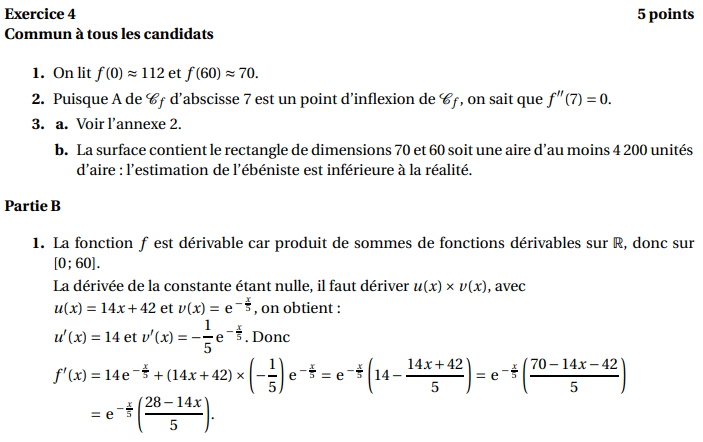 Exercice 4 5 points
Commun à tous les candidats
1. On lit f(0) ≈ 112 et f(60) ≈ 70.
2. Puisque A de 𝒞f d'abscisse 7 est un point d'inflexion de 𝒞f, on sait que f″(7) = 0.
3. a. Voir l'annexe 2.
b. La surface contient le rectangle de dimensions 70 et 60 soit une aire d'au moins 4 200 unités
d'aire : l'estimation de l'ébéniste est inférieure à la réalité.
Partie B
1. La fonction f est dérivable car produit de sommes de fonctions dérivables sur ℝ, donc sur
[0; 60].
La dérivée de la constante étant nulle, il faut dériver u(x) × v(x), avec
u(x) = 14x + 42 et v(x) = e^(−x/5), on obtient :
u′(x) = 14 et v′(x) = −1/5 e^(−x/5). Donc
f′(x) = 14e^(−x/5) + (14x + 42) × (−1/5) e^(−x/5) = e^(−x/5) (14 − (14x + 42)/5) = e^(−x/5) ((70 − 14x − 42)/5)
= e^(−x/5) ((28 − 14x)/5).